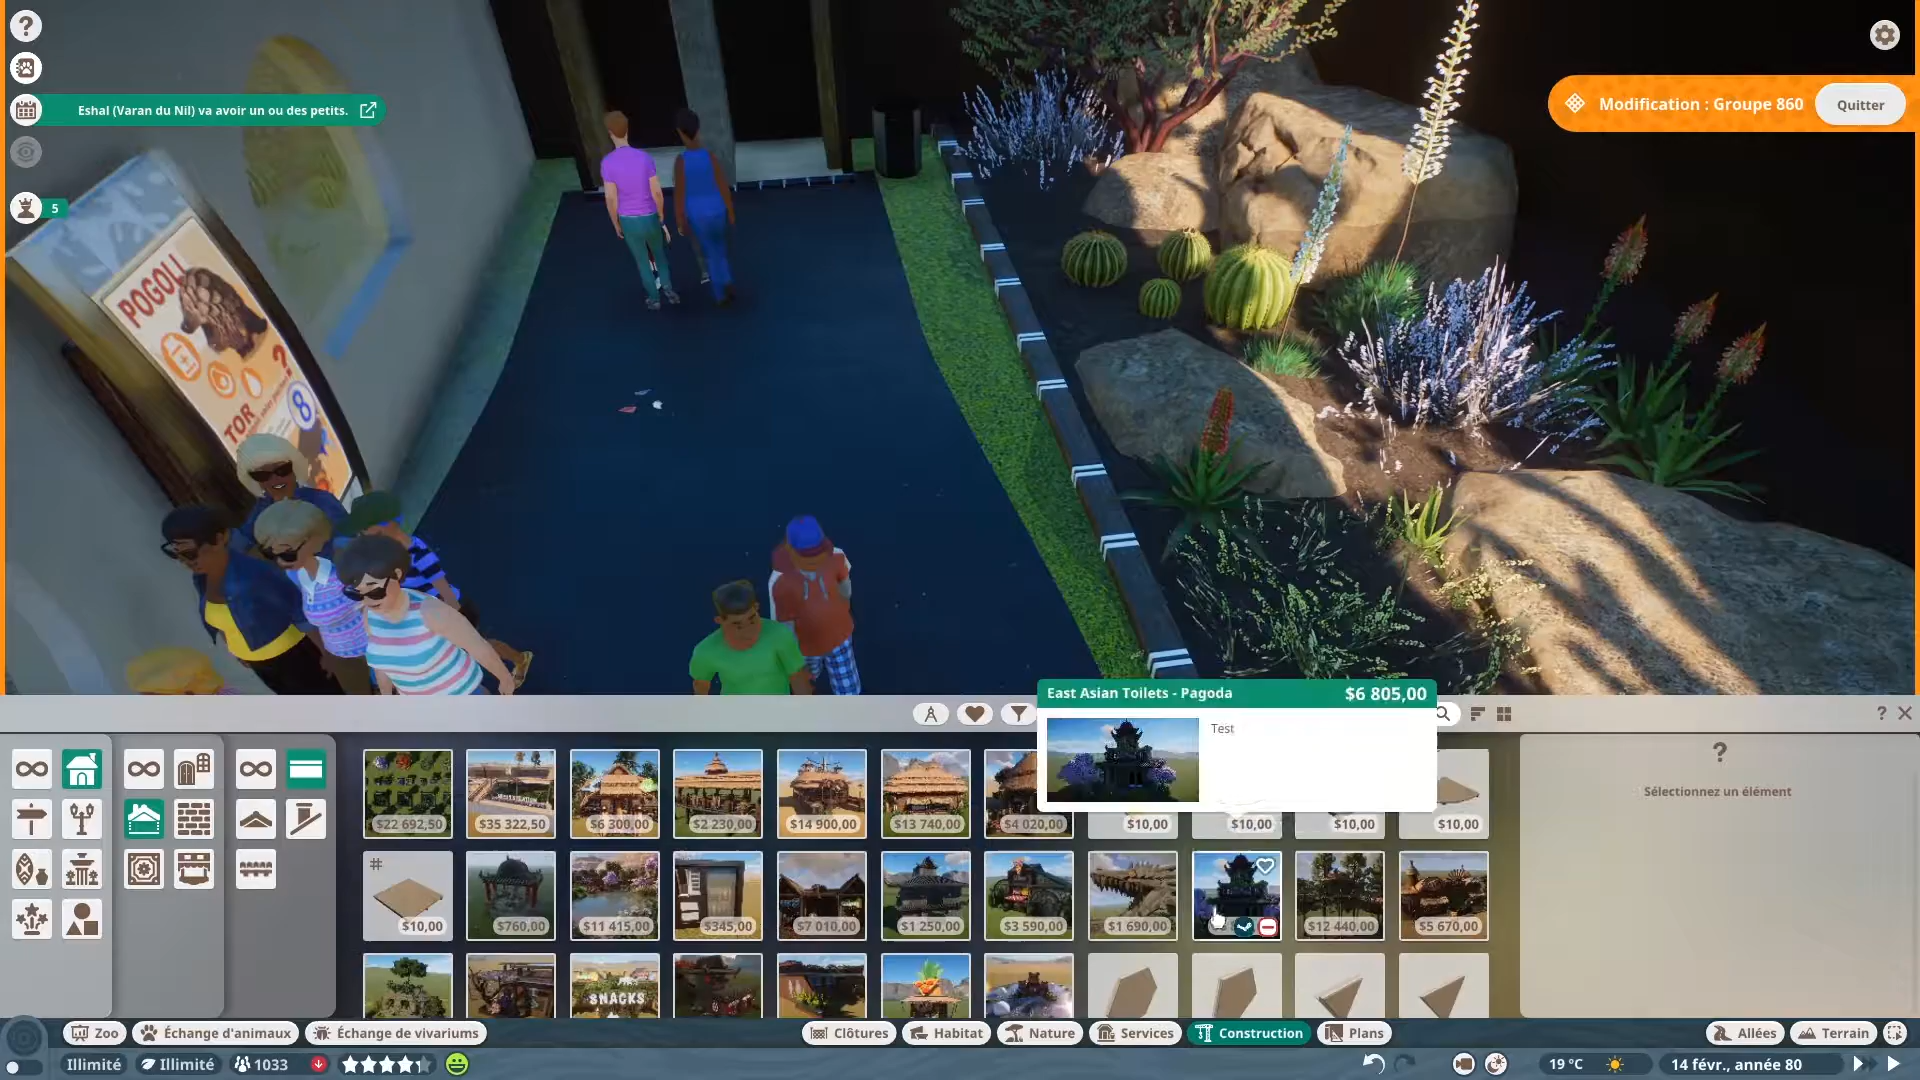 ?
Eshal (Varan du Nil) va avoir un ou des petits.
5
Modification : Groupe 860
Quitter
POGOLI
?
TOR
8
East Asian Toilets - Pagoda
$6 805,00
Test
?
?
Sélectionnez un élément
$22 692,50
$35 322,50
$6 300,00
$2 230,00
$14 900,00
$13 740,00
$4 020,00
$10,00
$10,00
$10,00
$10,00
$10,00
$760,00
$11 415,00
$345,00
$7 010,00
$1 250,00
$3 590,00
$1 690,00
$12 440,00
$5 670,00
SNACKS
Zoo
Échange d'animaux
Échange de vivariums
Clôtures
Habitat
Nature
Services
Construction
Plans
Allées
Terrain
Illimité
Illimité
1033
19 °C
14 févr., année 80